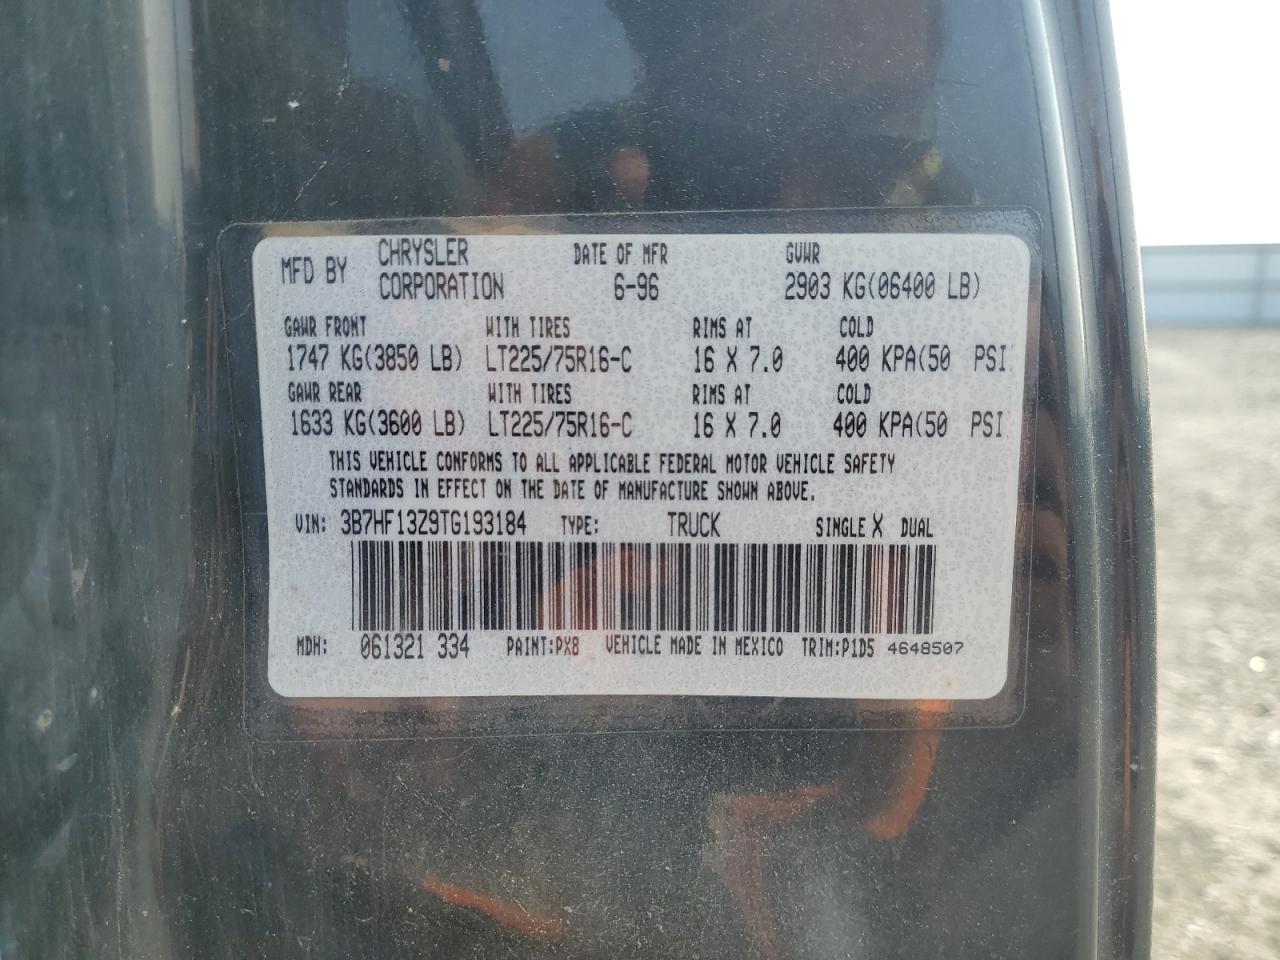 MFD BY CHRYSLER CORPORATION DATE OF MFR 6-96 GVWR 2903 KG(06400 LB)
GAWR FRONT WITH TIRES RIMS AT COLD
1747 KG(3850 LB) LT225/75R16-C 16 X 7.0 400 KPA(50 PSI)
GAWR REAR WITH TIRES RIMS AT COLD
1633 KG(3600 LB) LT225/75R16-C 16 X 7.0 400 KPA(50 PSI)
THIS VEHICLE CONFORMS TO ALL APPLICABLE FEDERAL MOTOR VEHICLE SAFETY
STANDARDS IN EFFECT ON THE DATE OF MANUFACTURE SHOWN ABOVE.
VIN: 3B7HF13Z9TG193184 TYPE: TRUCK SINGLE X DUAL
MDH: 061321 334 PAINT:PX8 VEHICLE MADE IN MEXICO TRIM:P1D5 4648507